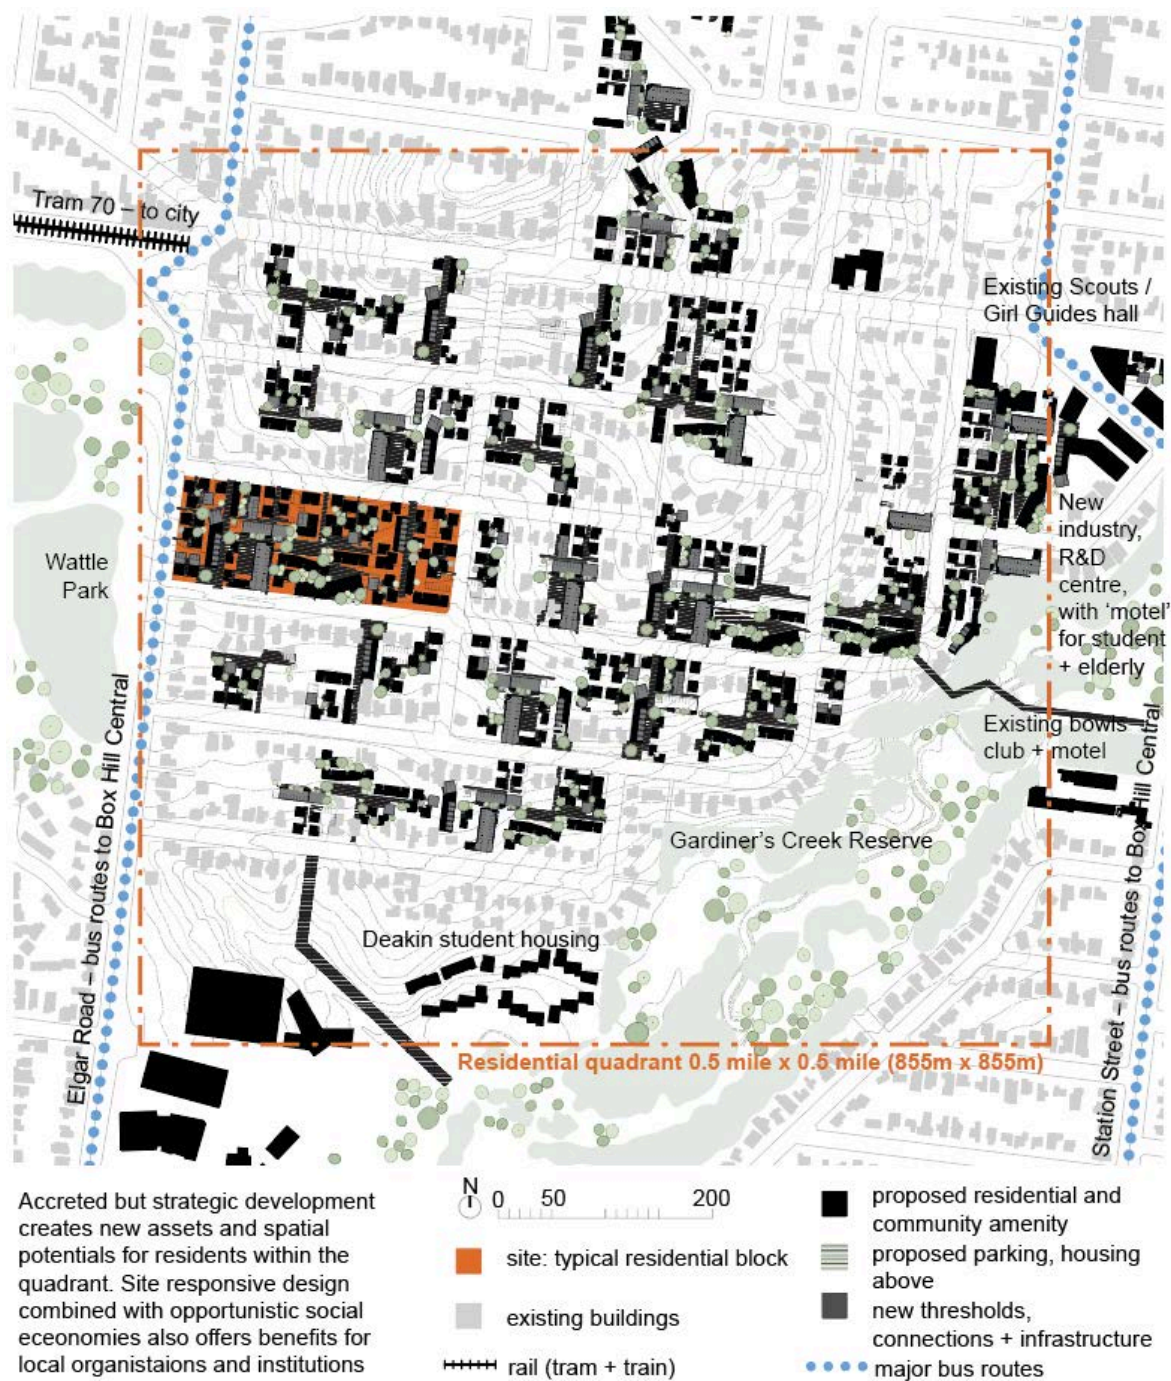 Tram 70 – to city
Existing Scouts /
Girl Guides hall
Wattle
Park
New
industry,
R&D
centre,
with ‘motel’
for student
+ elderly
Existing bowls
club + motel
Gardiner’s Creek Reserve
Deakin student housing
Elgar Road – bus routes to Box Hill Central
Station Street – bus routes to Box Hill Central
Residential quadrant 0.5 mile x 0.5 mile (855m x 855m)
Accreted but strategic development
creates new assets and spatial
potentials for residents within the
quadrant. Site responsive design
combined with opportunistic social
eceonomies also offers benefits for
local organistaions and institutions
N
0 50 200
site: typical residential block
existing buildings
rail (tram + train)
proposed residential and
community amenity
proposed parking, housing
above
new thresholds,
connections + infrastructure
major bus routes